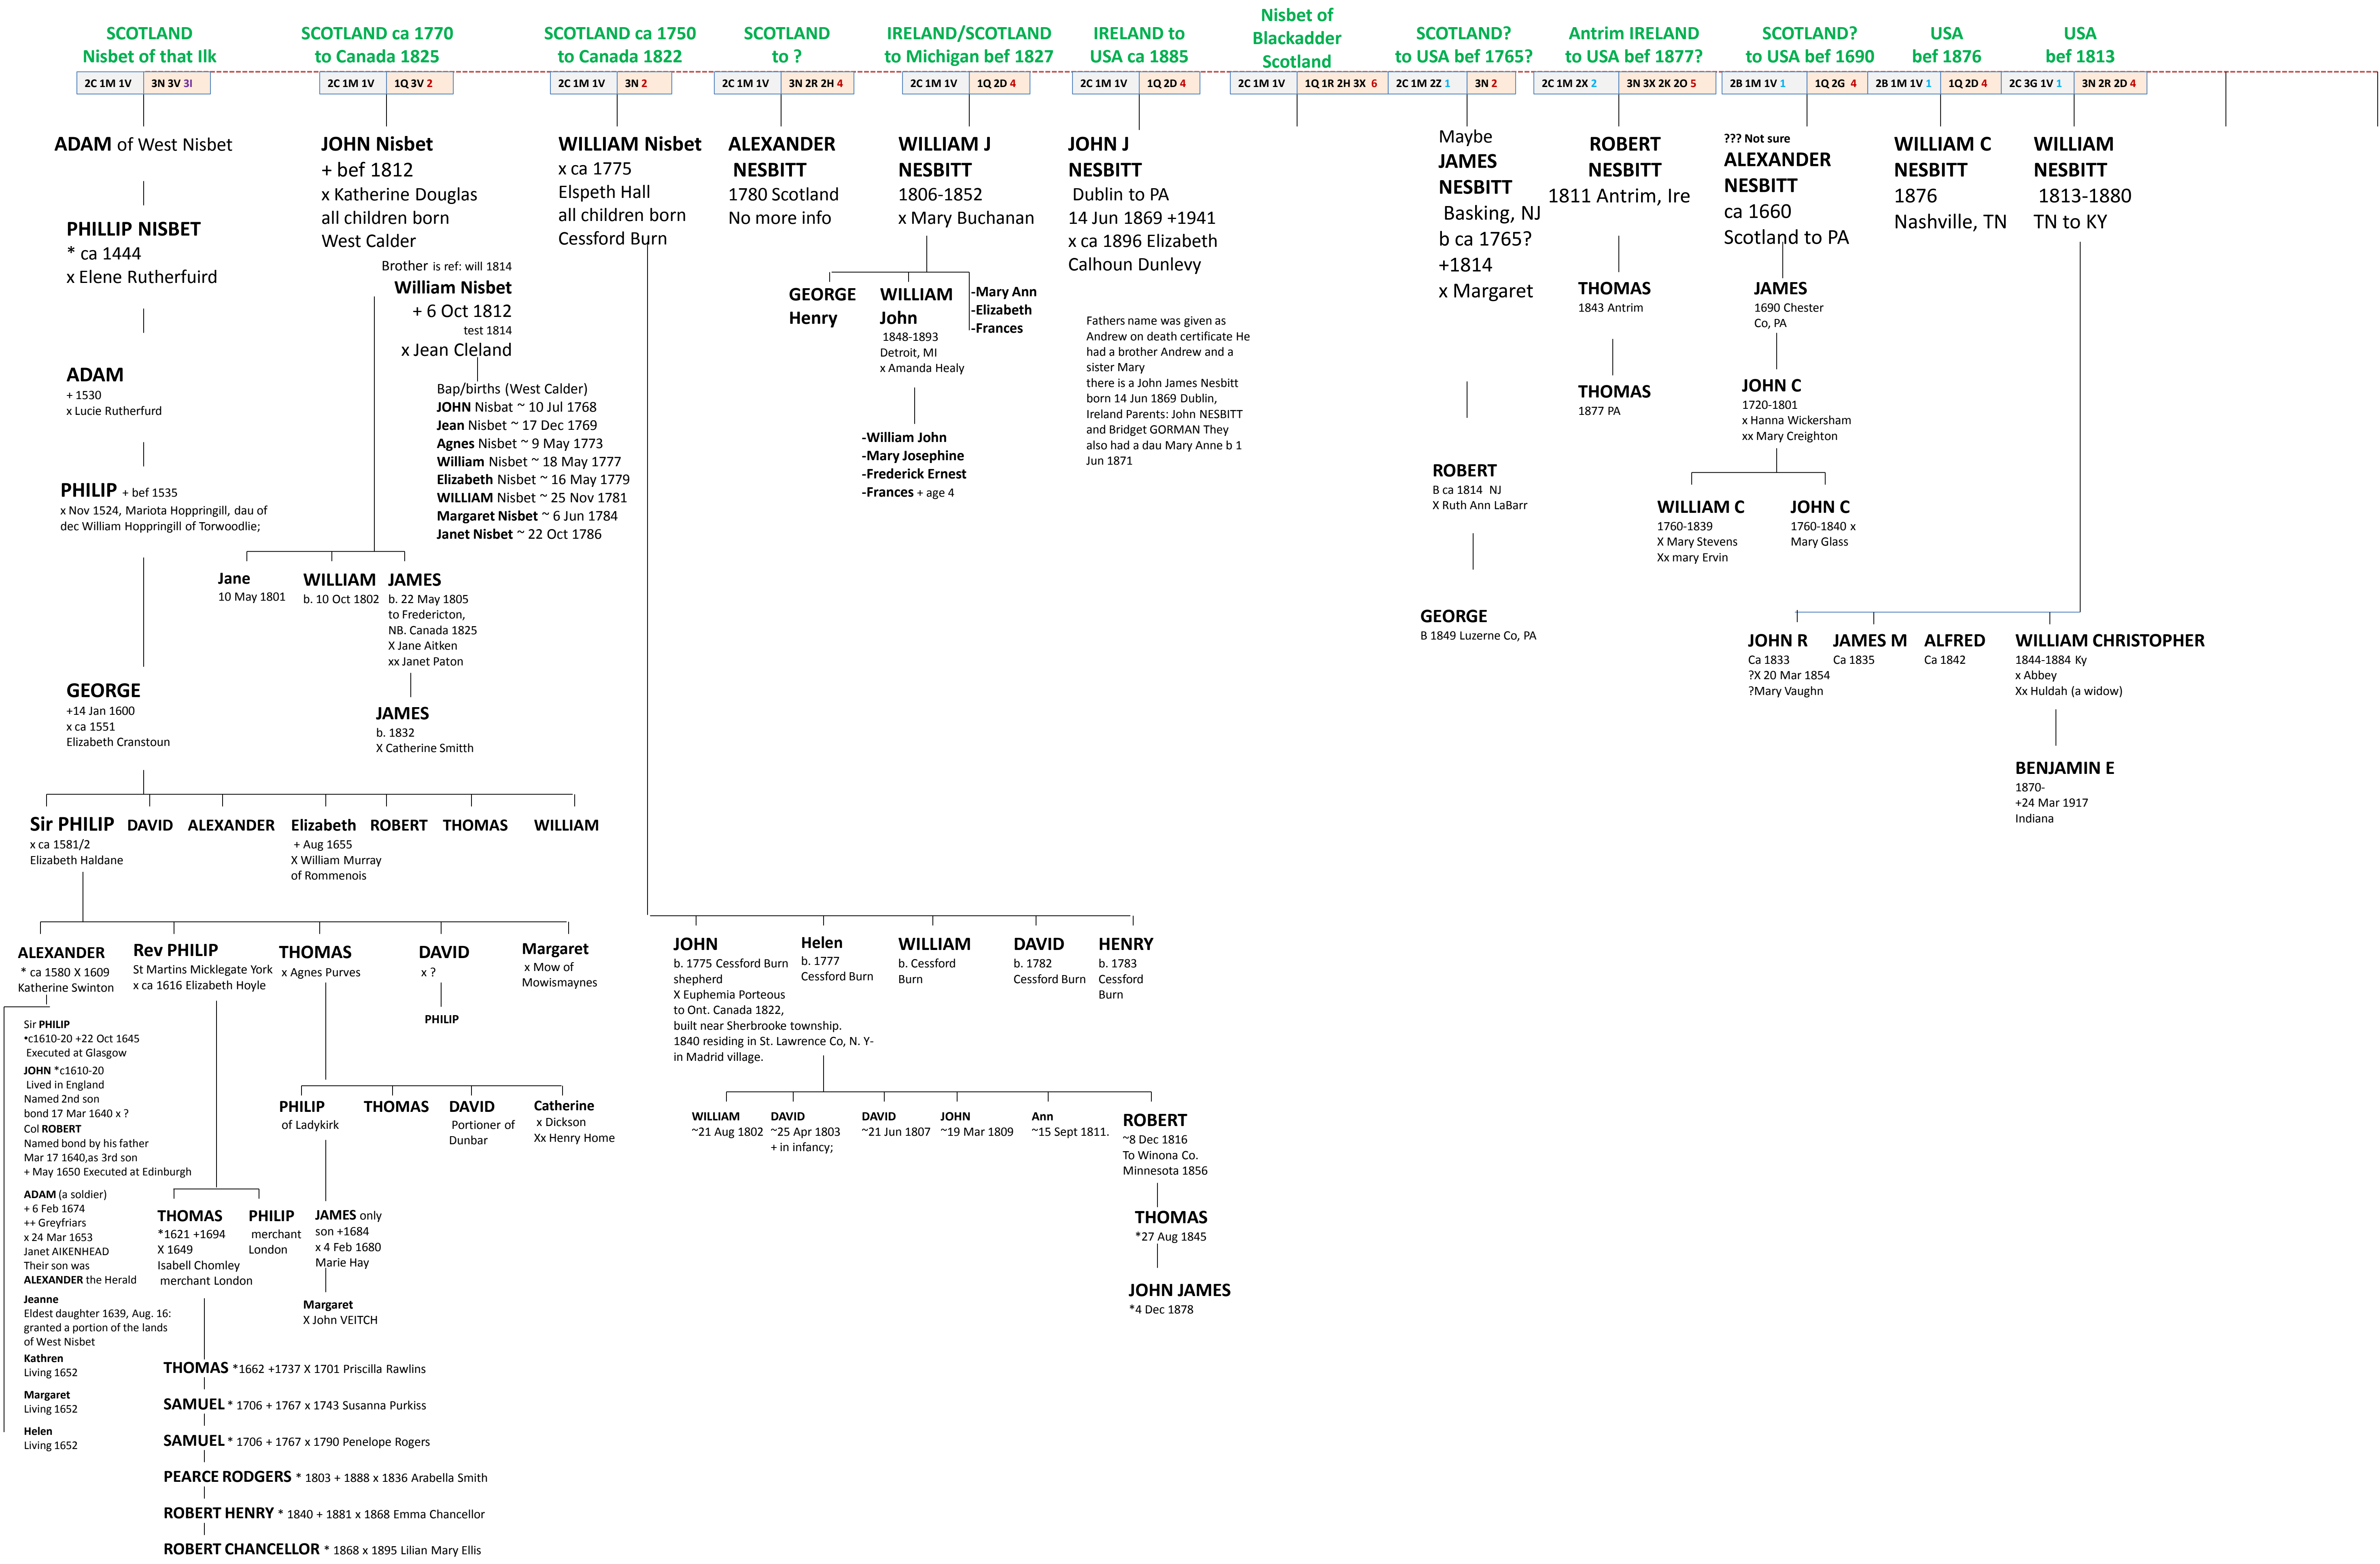 SCOTLAND
Nisbet of that Ilk
2C 1M 1V
3N 3V 3I
ADAM of West Nisbet
PHILLIP NISBET
* ca 1444
x Elene Rutherfuird
ADAM
+ 1530
x Lucie Rutherfurd
PHILIP + bef 1535
x Nov 1524, Mariota Hoppringill, dau of
dec William Hoppringill of Torwoodlie;
GEORGE
+14 Jan 1600
x ca 1551
Elizabeth Cranstoun
Sir PHILIP
x ca 1581/2
Elizabeth Haldane
DAVID
ALEXANDER
Elizabeth
+ Aug 1655
X William Murray
of Rommenois
ROBERT
THOMAS
WILLIAM
ALEXANDER
* ca 1580 X 1609
Katherine Swinton
Rev PHILIP
St Martins Micklegate York
x ca 1616 Elizabeth Hoyle
THOMAS
x Agnes Purves
DAVID
x ?
PHILIP
Margaret
x Mow of
Mowismaynes
Sir PHILIP
*c1610-20 +22 Oct 1645
Executed at Glasgow
JOHN *c1610-20
Lived in England
Named 2nd son
bond 17 Mar 1640 x ?
Col ROBERT
Named bond by his father
Mar 17 1640,as 3rd son
+ May 1650 Executed at Edinburgh
ADAM (a soldier)
+ 6 Feb 1674
++ Greyfriars
x 24 Mar 1653
Janet AIKENHEAD
Their son was
ALEXANDER the Herald
Jeanne
Eldest daughter 1639, Aug. 16:
granted a portion of the lands
of West Nisbet
Kathren
Living 1652
Margaret
Living 1652
Helen
Living 1652
PHILIP
of Ladykirk
THOMAS
DAVID
Portioner of
Dunbar
Catherine
x Dickson
Xx Henry Home
THOMAS
*1621 +1694
X 1649
Isabell Chomley
merchant London
PHILIP
merchant
London
JAMES only
son +1684
x 4 Feb 1680
Marie Hay
Margaret
X John VEITCH
THOMAS *1662 +1737 X 1701 Priscilla Rawlins
SAMUEL * 1706 + 1767 x 1743 Susanna Purkiss
SAMUEL * 1706 + 1767 x 1790 Penelope Rogers
PEARCE RODGERS * 1803 + 1888 x 1836 Arabella Smith
ROBERT HENRY * 1840 + 1881 x 1868 Emma Chancellor
ROBERT CHANCELLOR * 1868 x 1895 Lilian Mary Ellis
SCOTLAND ca 1770
to Canada 1825
2C 1M 1V
1Q 3V 2
JOHN Nisbet
+ bef 1812
x Katherine Douglas
all children born
West Calder
Brother is ref: will 1814
William Nisbet
+ 6 Oct 1812
test 1814
x Jean Cleland
Bap/births (West Calder)
JOHN Nisbat ~ 10 Jul 1768
Jean Nisbet ~ 17 Dec 1769
Agnes Nisbet ~ 9 May 1773
William Nisbet ~ 18 May 1777
Elizabeth Nisbet ~ 16 May 1779
WILLIAM Nisbet ~ 25 Nov 1781
Margaret Nisbet ~ 6 Jun 1784
Janet Nisbet ~ 22 Oct 1786
Jane
10 May 1801
WILLIAM
b. 10 Oct 1802
JAMES
b. 22 May 1805
to Fredericton,
NB. Canada 1825
X Jane Aitken
xx Janet Paton
JAMES
b. 1832
X Catherine Smitth
SCOTLAND ca 1750
to Canada 1822
2C 1M 1V
3N 2
WILLIAM Nisbet
x ca 1775
Elspeth Hall
all children born
Cessford Burn
JOHN
b. 1775 Cessford Burn
shepherd
X Euphemia Porteous
to Ont. Canada 1822,
built near Sherbrooke township.
1840 residing in St. Lawrence Co, N. Y-
in Madrid village.
Helen
b. 1777
Cessford Burn
WILLIAM
b. Cessford
Burn
DAVID
b. 1782
Cessford Burn
HENRY
b. 1783
Cessford
Burn
WILLIAM
~21 Aug 1802
DAVID
~25 Apr 1803
+ in infancy;
DAVID
~21 Jun 1807
JOHN
~19 Mar 1809
Ann
~15 Sept 1811.
ROBERT
~8 Dec 1816
To Winona Co.
Minnesota 1856
THOMAS
*27 Aug 1845
JOHN JAMES
*4 Dec 1878
SCOTLAND
to ?
2C 1M 1V
3N 2R 2H 4
ALEXANDER
NESBITT
1780 Scotland
No more info
IRELAND/SCOTLAND
to Michigan bef 1827
2C 1M 1V
1Q 2D 4
WILLIAM J
NESBITT
1806-1852
x Mary Buchanan
GEORGE
Henry
WILLIAM
John
1848-1893
Detroit, MI
x Amanda Healy
-Mary Ann
-Elizabeth
-Frances
-William John
-Mary Josephine
-Frederick Ernest
-Frances + age 4
IRELAND to
USA ca 1885
2C 1M 1V
1Q 2D 4
JOHN J
NESBITT
Dublin to PA
14 Jun 1869 +1941
x ca 1896 Elizabeth
Calhoun Dunlevy
Fathers name was given as
Andrew on death certificate He
had a brother Andrew and a
sister Mary
there is a John James Nesbitt
born 14 Jun 1869 Dublin,
Ireland Parents: John NESBITT
and Bridget GORMAN They
also had a dau Mary Anne b 1
Jun 1871
Nisbet of
Blackadder
Scotland
2C 1M 1V
1Q 1R 2H 3X 6
SCOTLAND?
to USA bef 1765?
2C 1M 2Z 1
3N 2
Maybe
JAMES
NESBITT
Basking, NJ
b ca 1765?
+1814
x Margaret
ROBERT
B ca 1814 NJ
X Ruth Ann LaBarr
GEORGE
B 1849 Luzerne Co, PA
Antrim IRELAND
to USA bef 1877?
2C 1M 2X 2
3N 3X 2K 2O 5
ROBERT
NESBITT
1811 Antrim, Ire
THOMAS
1843 Antrim
THOMAS
1877 PA
SCOTLAND?
to USA bef 1690
2B 1M 1V 1
1Q 2G 4
??? Not sure
ALEXANDER
NESBITT
ca 1660
Scotland to PA
JAMES
1690 Chester
Co, PA
JOHN C
1720-1801
x Hanna Wickersham
xx Mary Creighton
WILLIAM C
1760-1839
X Mary Stevens
Xx mary Ervin
JOHN C
1760-1840 x
Mary Glass
USA
bef 1876
2B 1M 1V 1
1Q 2D 4
WILLIAM C
NESBITT
1876
Nashville, TN
USA
bef 1813
2C 3G 1V 1
3N 2R 2D 4
WILLIAM
NESBITT
1813-1880
TN to KY
JOHN R
Ca 1833
?X 20 Mar 1854
?Mary Vaughn
JAMES M
Ca 1835
ALFRED
Ca 1842
WILLIAM CHRISTOPHER
1844-1884 Ky
x Abbey
Xx Huldah (a widow)
BENJAMIN E
1870-
+24 Mar 1917
Indiana